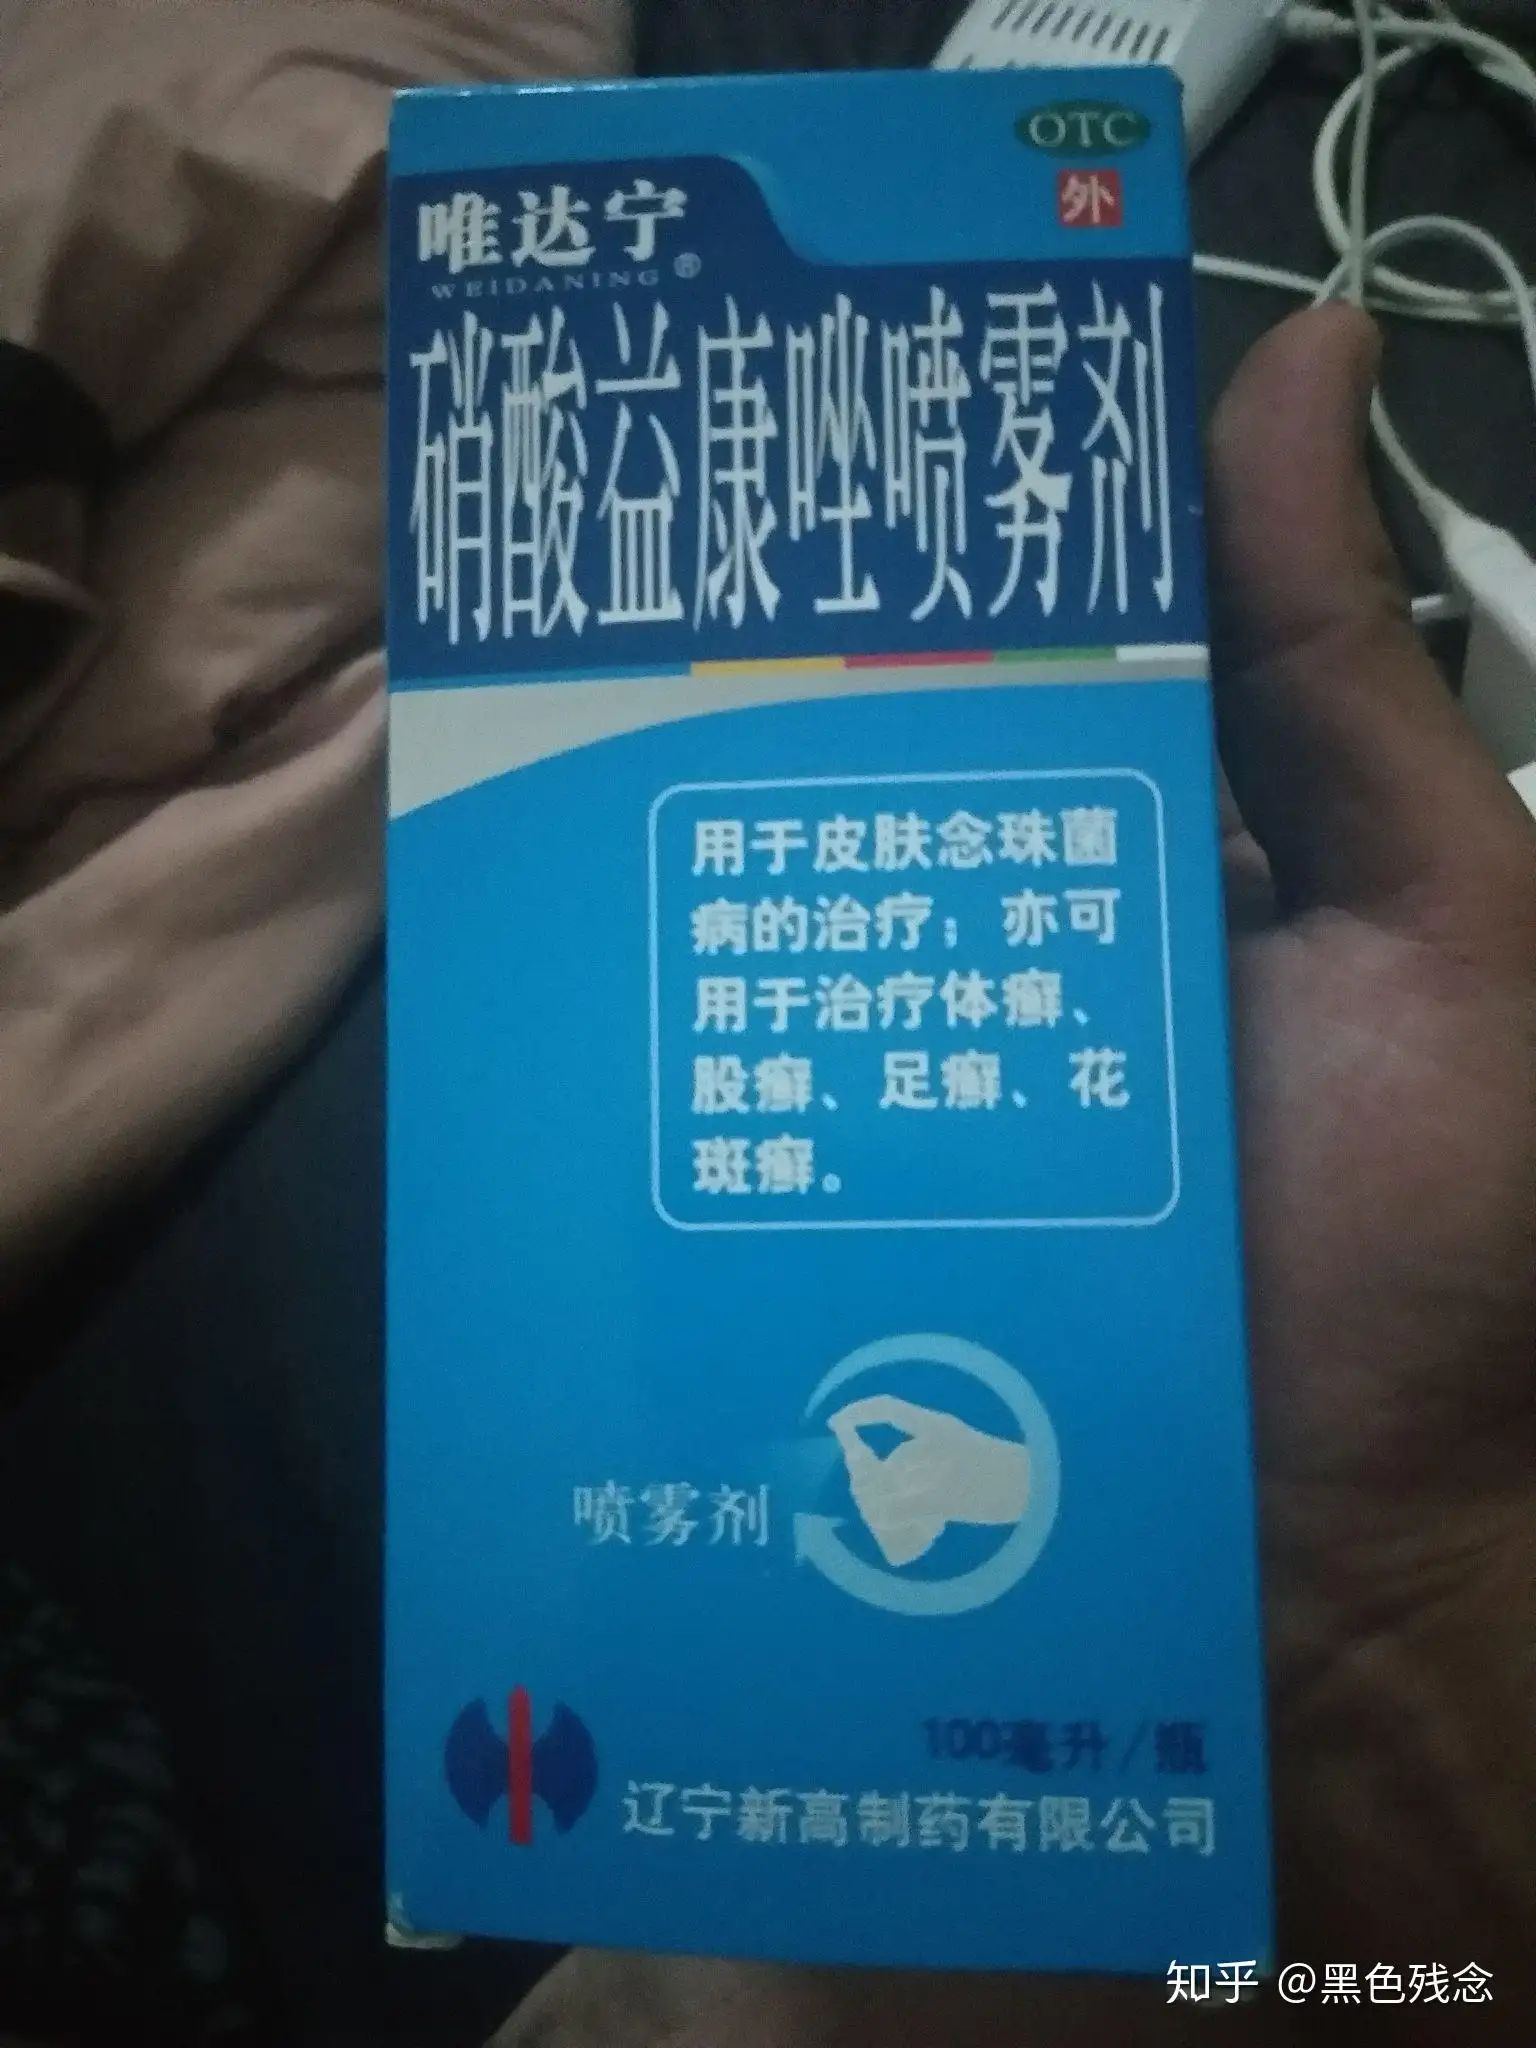 OTC
外
唯达宁®
WEIDANING
硝酸益康唑喷雾剂
用于皮肤念珠菌
病的治疗；亦可
用于治疗体癣、
股癣、足癣、花
斑癣。
喷雾剂
100毫升/瓶
辽宁新高制药有限公司
知乎 @黑色残念